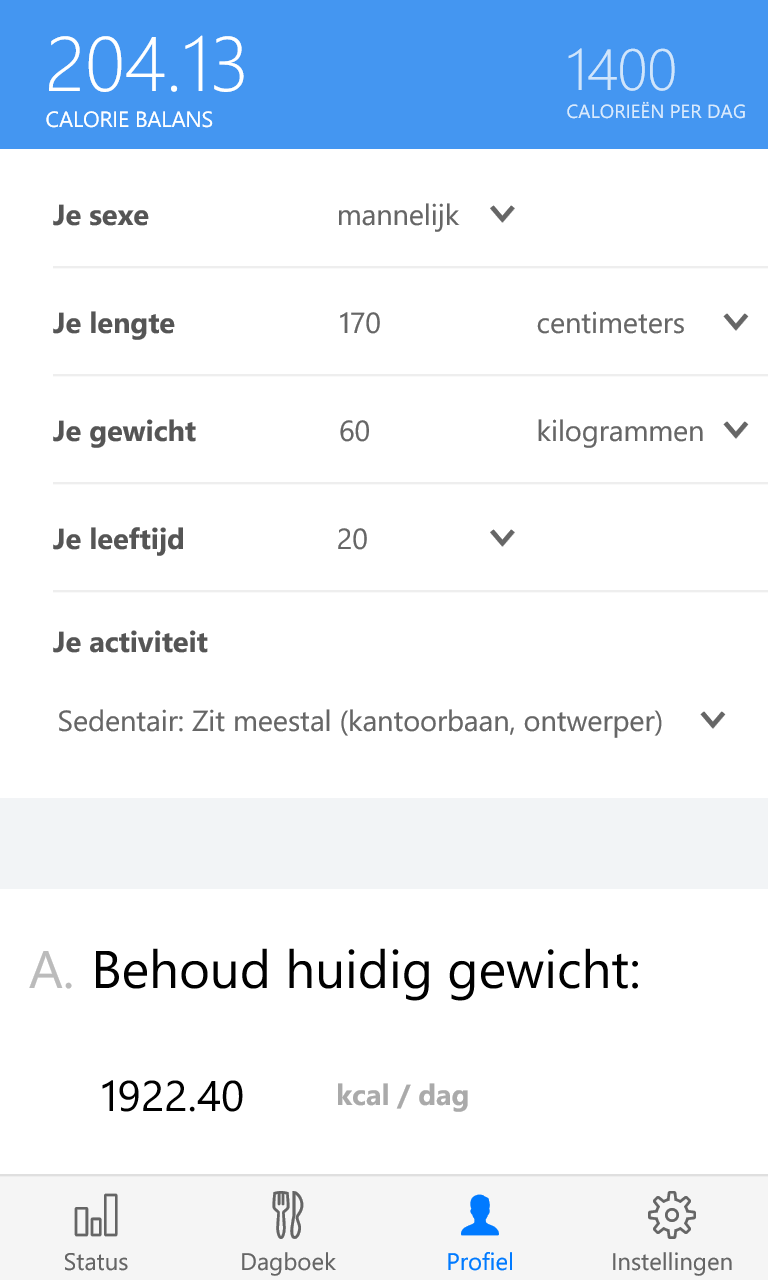 204.13
CALORIE BALANS
1400
CALORIEËN PER DAG
Je sexe mannelijk
Je lengte 170 centimeters
Je gewicht 60 kilogrammen
Je leeftijd 20
Je activiteit
Sedentair: Zit meestal (kantoorbaan, ontwerper)
A. Behoud huidig gewicht:
1922.40 kcal / dag
Status Dagboek Profiel Instellingen